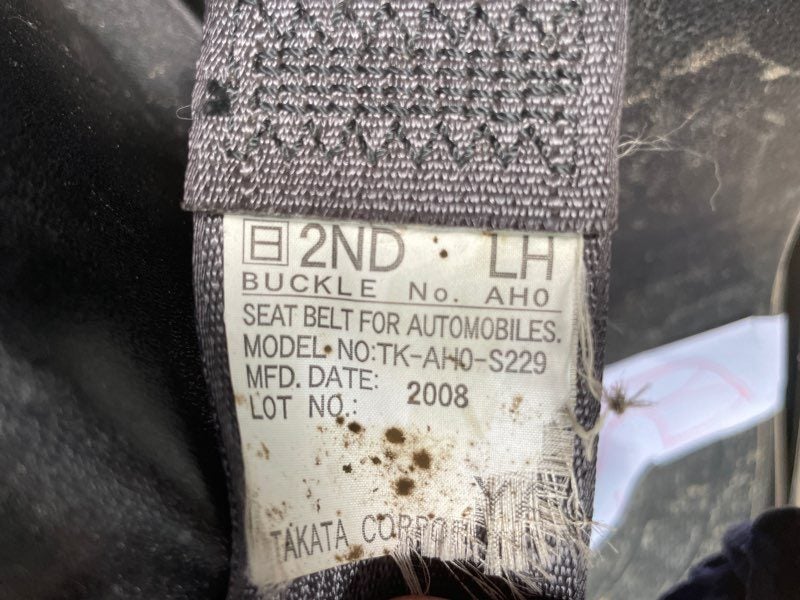 日 2ND LH
BUCKLE No. AH0
SEAT BELT FOR AUTOMOBILES.
MODEL NO:TK-AH0-S229
MFD. DATE: 2008
LOT NO.:
TAKATA